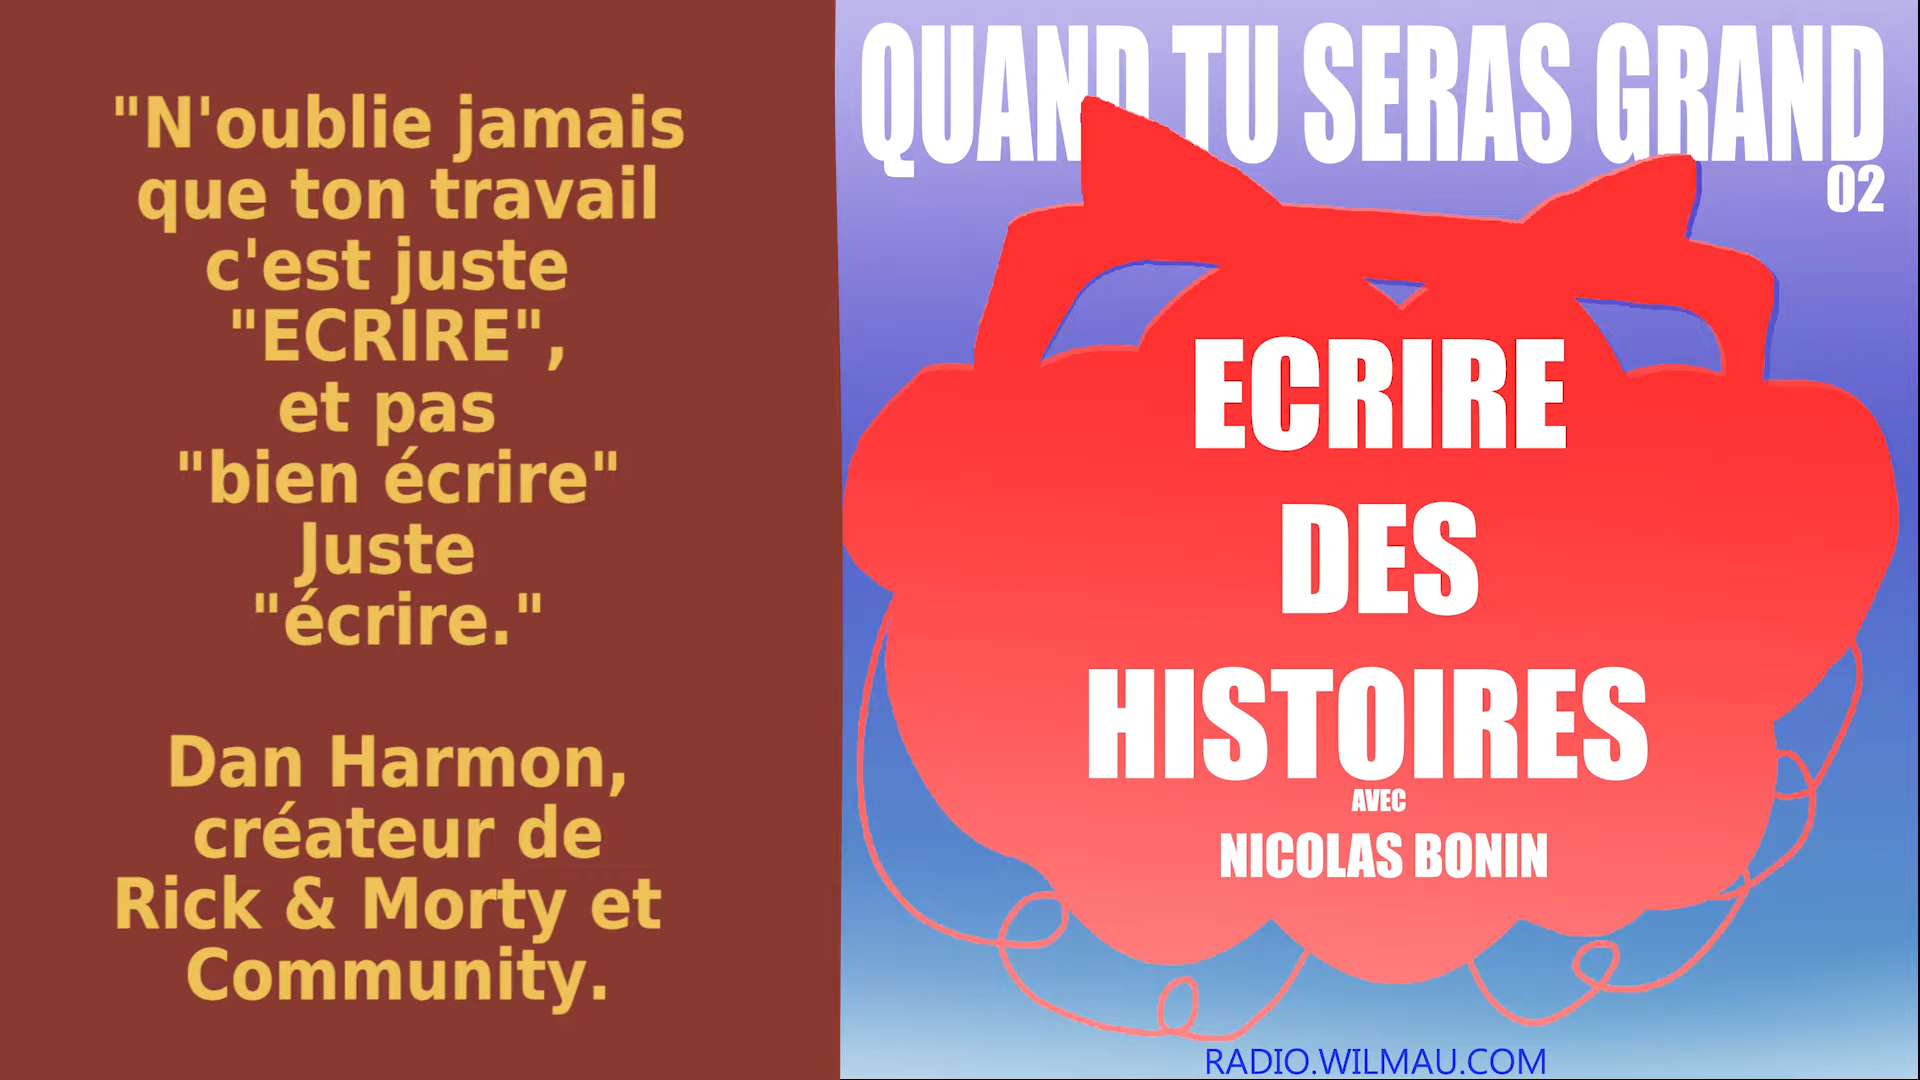 "N'oublie jamais
que ton travail
c'est juste
"ECRIRE",
et pas
"bien écrire"
Juste
"écrire."
Dan Harmon,
créateur de
Rick & Morty et
Community.
QUAND TU SERAS GRAND
02
ECRIRE
DES
HISTOIRES
AVEC
NICOLAS BONIN
RADIO.WILMAU.COM